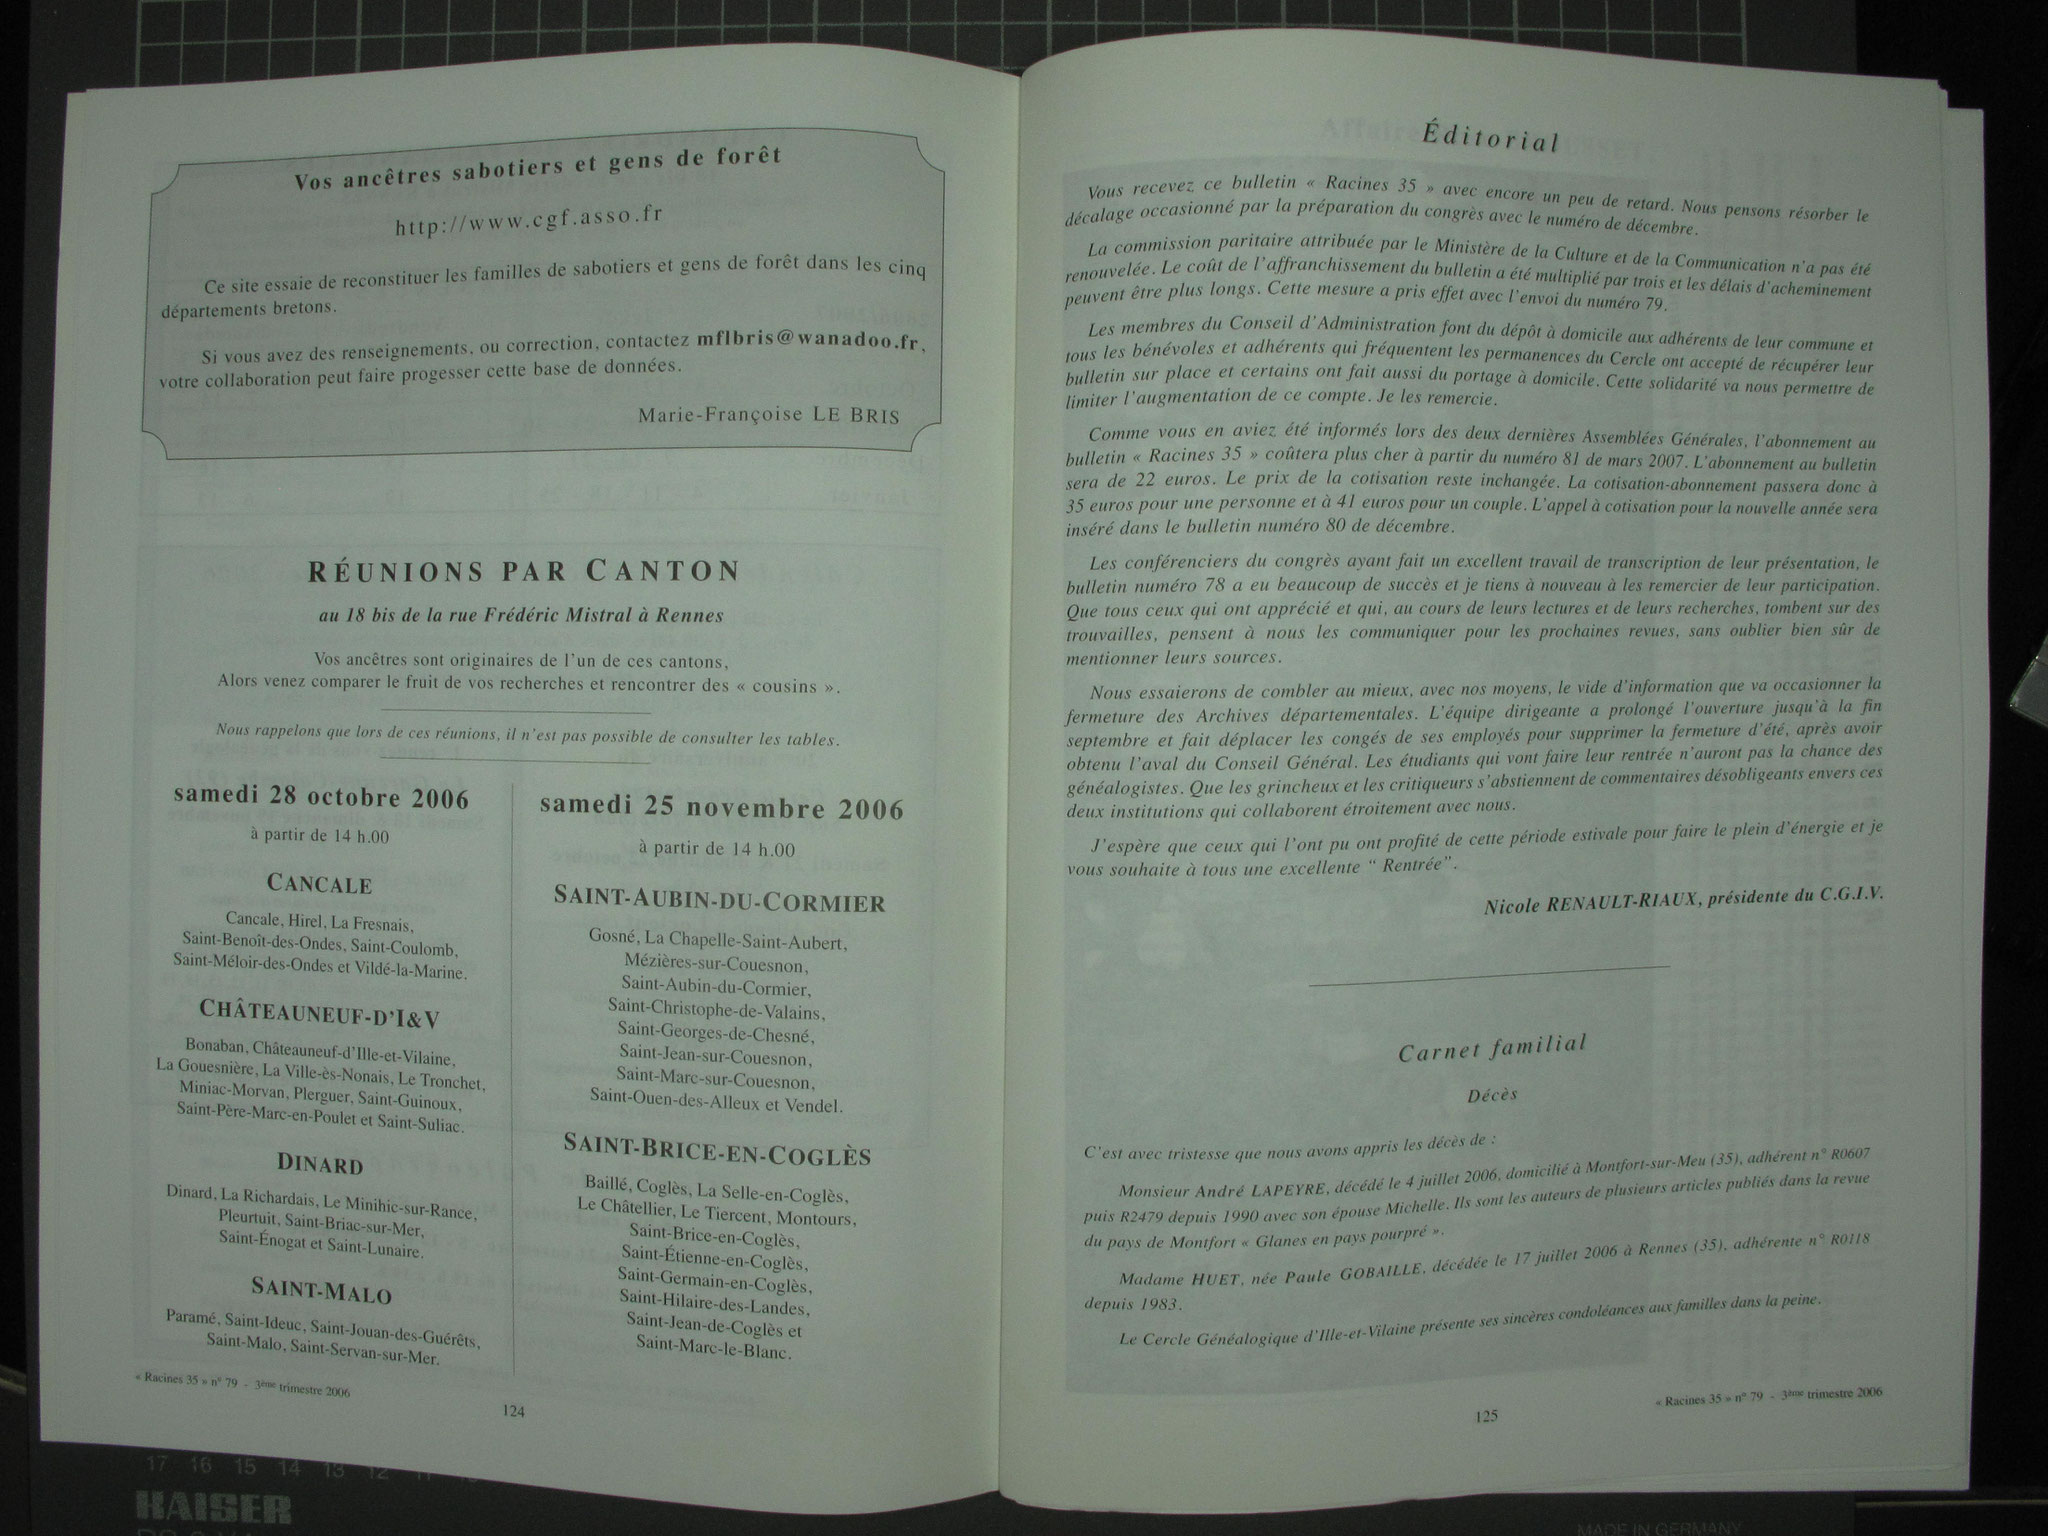 Vos ancêtres sabotiers et gens de forêt
http://www.cgf.asso.fr
Ce site essaie de reconstituer les familles de sabotiers et gens de forêt dans les cinq
départements bretons.
Si vous avez des renseignements, ou correction, contactez mflbris@wanadoo.fr,
votre collaboration peut faire progesser cette base de données.
Marie-Françoise LE BRIS
RÉUNIONS PAR CANTON
au 18 bis de la rue Frédéric Mistral à Rennes
Vos ancêtres sont originaires de l'un de ces cantons,
Alors venez comparer le fruit de vos recherches et rencontrer des « cousins ».
Nous rappelons que lors de ces réunions, il n'est pas possible de consulter les tables.
samedi 28 octobre 2006
à partir de 14 h.00
CANCALE
Cancale, Hirel, La Fresnais,
Saint-Benoît-des-Ondes, Saint-Coulomb,
Saint-Méloir-des-Ondes et Vildé-la-Marine.
CHÂTEAUNEUF-D'I&V
Bonaban, Châteauneuf-d'Ille-et-Vilaine,
La Gouesnière, La Ville-ès-Nonais, Le Tronchet,
Miniac-Morvan, Plerguer, Saint-Guinoux,
Saint-Père-Marc-en-Poulet et Saint-Suliac.
DINARD
Dinard, La Richardais, Le Minihic-sur-Rance,
Pleurtuit, Saint-Briac-sur-Mer,
Saint-Énogat et Saint-Lunaire.
SAINT-MALO
Paramé, Saint-Ideuc, Saint-Jouan-des-Guérêts,
Saint-Malo, Saint-Servan-sur-Mer.
samedi 25 novembre 2006
à partir de 14 h.00
SAINT-AUBIN-DU-CORMIER
Gosné, La Chapelle-Saint-Aubert,
Mézières-sur-Couesnon,
Saint-Aubin-du-Cormier,
Saint-Christophe-de-Valains,
Saint-Georges-de-Chesné,
Saint-Jean-sur-Couesnon,
Saint-Marc-sur-Couesnon,
Saint-Ouen-des-Alleux et Vendel.
SAINT-BRICE-EN-COGLÈS
Baillé, Coglès, La Selle-en-Coglès,
Le Châtellier, Le Tiercent, Montours,
Saint-Brice-en-Coglès,
Saint-Étienne-en-Coglès,
Saint-Germain-en-Coglès,
Saint-Hilaire-des-Landes,
Saint-Jean-de-Coglès et
Saint-Marc-le-Blanc.
« Racines 35 » n° 79 - 3ème trimestre 2006
124
Éditorial
Vous recevez ce bulletin « Racines 35 » avec encore un peu de retard. Nous pensons résorber le
décalage occasionné par la préparation du congrès avec le numéro de décembre.
La commission paritaire attribuée par le Ministère de la Culture et de la Communication n'a pas été
renouvelée. Le coût de l'affranchissement du bulletin a été multiplié par trois et les délais d'acheminement
peuvent être plus longs. Cette mesure a pris effet avec l'envoi du numéro 79.
Les membres du Conseil d'Administration font du dépôt à domicile aux adhérents de leur commune et
tous les bénévoles et adhérents qui fréquentent les permanences du Cercle ont accepté de récupérer leur
bulletin sur place et certains ont fait aussi du portage à domicile. Cette solidarité va nous permettre de
limiter l'augmentation de ce compte. Je les remercie.
Comme vous en aviez été informés lors des deux dernières Assemblées Générales, l'abonnement au
bulletin « Racines 35 » coûtera plus cher à partir du numéro 81 de mars 2007. L'abonnement au bulletin
sera de 22 euros. Le prix de la cotisation reste inchangée. La cotisation-abonnement passera donc à
35 euros pour une personne et à 41 euros pour un couple. L'appel à cotisation pour la nouvelle année sera
inséré dans le bulletin numéro 80 de décembre.
Les conférenciers du congrès ayant fait un excellent travail de transcription de leur présentation, le
bulletin numéro 78 a eu beaucoup de succès et je tiens à nouveau à les remercier de leur participation.
Que tous ceux qui ont apprécié et qui, au cours de leurs lectures et de leurs recherches, tombent sur des
trouvailles, pensent à nous les communiquer pour les prochaines revues, sans oublier bien sûr de
mentionner leurs sources.
Nous essaierons de combler au mieux, avec nos moyens, le vide d'information que va occasionner la
fermeture des Archives départementales. L'équipe dirigeante a prolongé l'ouverture jusqu'à la fin
septembre et fait déplacer les congés de ses employés pour supprimer la fermeture d'été, après avoir
obtenu l'aval du Conseil Général. Les étudiants qui vont faire leur rentrée n'auront pas la chance des
généalogistes. Que les grincheux et les critiqueurs s'abstiennent de commentaires désobligeants envers ces
deux institutions qui collaborent étroitement avec nous.
J'espère que ceux qui l'ont pu ont profité de cette période estivale pour faire le plein d'énergie et je
vous souhaite à tous une excellente “ Rentrée”.
Nicole RENAULT-RIAUX, présidente du C.G.I.V.
Carnet familial
Décès
C'est avec tristesse que nous avons appris les décès de :
Monsieur André LAPEYRE, décédé le 4 juillet 2006, domicilié à Montfort-sur-Meu (35), adhérent n° R0607
puis R2479 depuis 1990 avec son épouse Michelle. Ils sont les auteurs de plusieurs articles publiés dans la revue
du pays de Montfort « Glanes en pays pourpré ».
Madame HUET, née Paule GOBAILLE, décédée le 17 juillet 2006 à Rennes (35), adhérente n° R0118
depuis 1983.
Le Cercle Généalogique d'Ille-et-Vilaine présente ses sincères condoléances aux familles dans la peine.
« Racines 35 » n° 79 - 3ème trimestre 2006
125
17 16 15 14 13 12 11
KAISER
MADE IN GERMANY